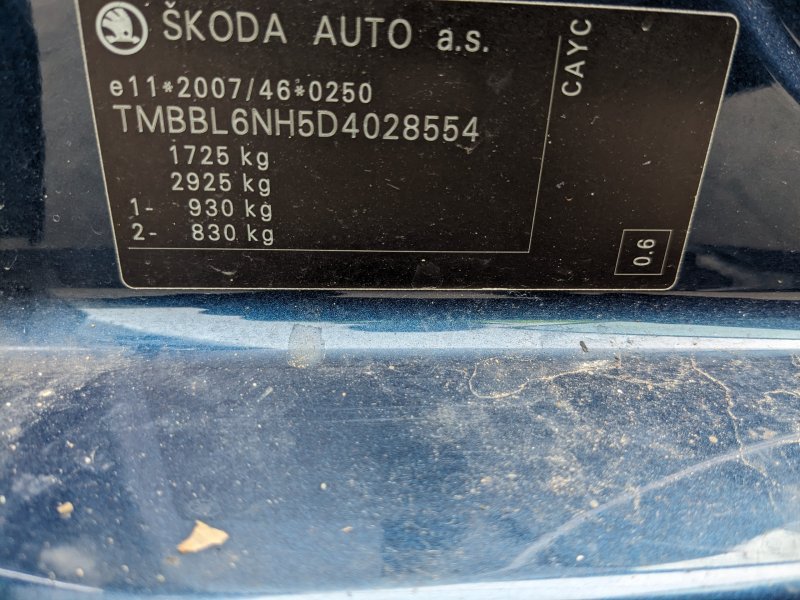 ŠKODA AUTO a.s.
e11*2007/46*0250
TMBBL6NH5D4028554
1725 kg
2925 kg
1- 930 kg
2- 830 kg
CAYC
0.6